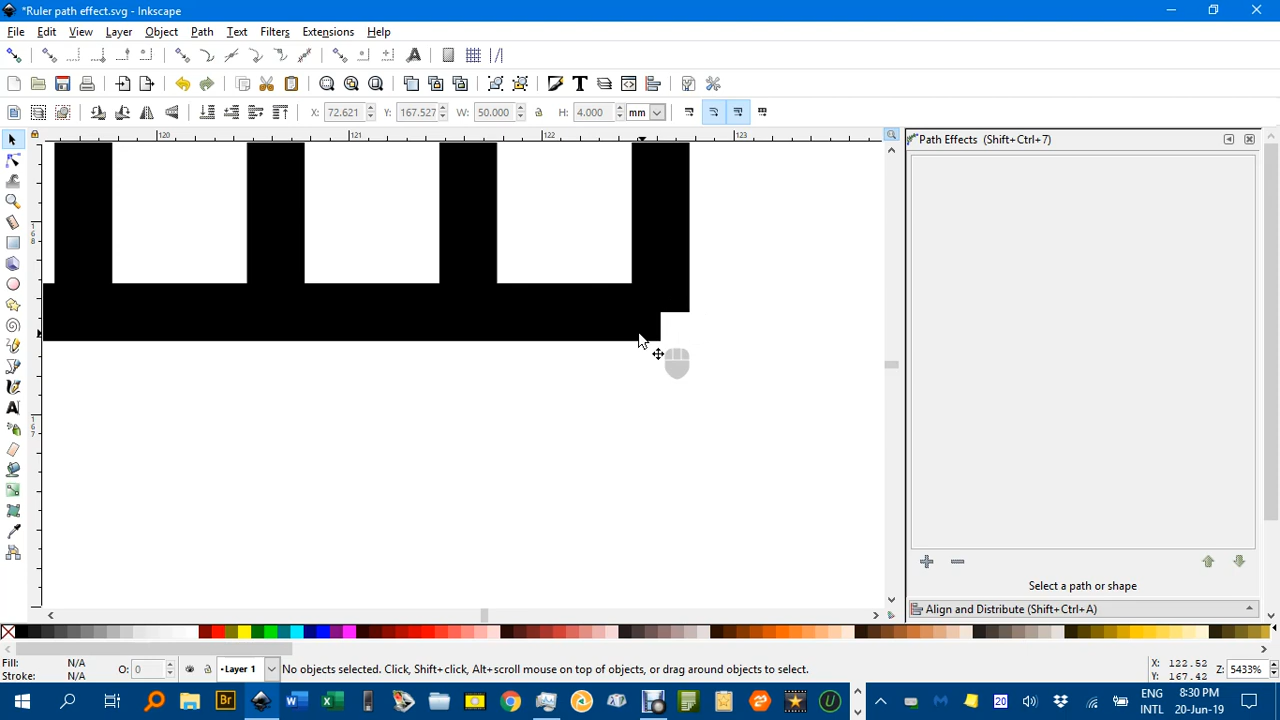 *Ruler path effect.svg - Inkscape
File Edit View Layer Object Path Text Filters Extensions Help
X: 72.621 Y: 167.527 W: 50.000 H: 4.000 mm
120 121 122 123
Path Effects (Shift+Ctrl+7)
168
167
Select a path or shape
Align and Distribute (Shift+Ctrl+A)
Fill: N/A O: 0 Layer 1 No objects selected. Click, Shift+click, Alt+scroll mouse on top of objects, or drag around objects to select. X: 122.52 Z: 5433%
Stroke: N/A Y: 167.42
Br 20 ENG 8:30 PM
INTL 20-Jun-19